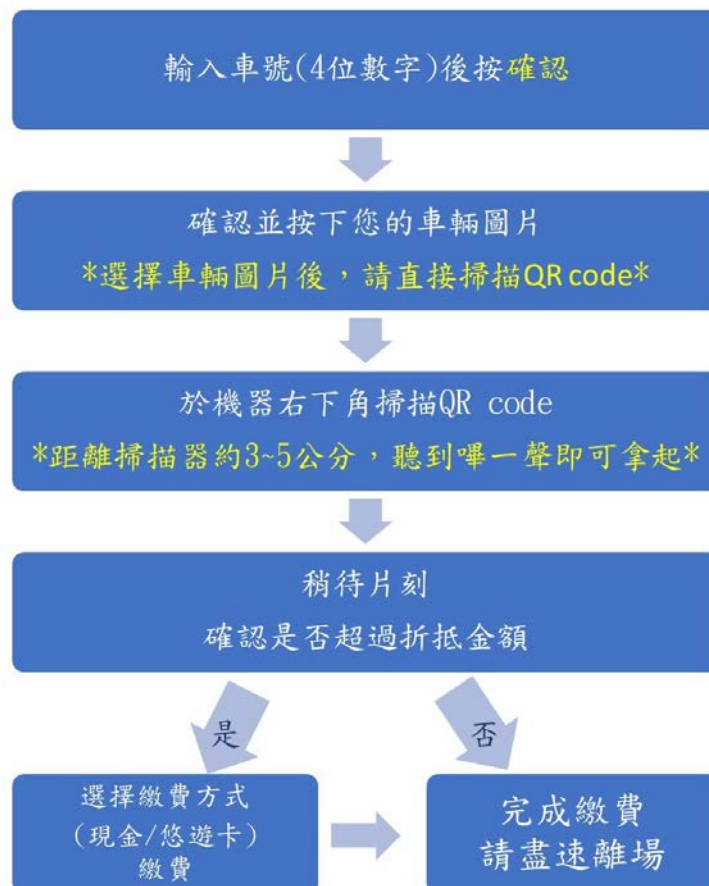 輸入車號(4位數字)後按確認
確認並按下您的車輛圖片
*選擇車輛圖片後，請直接掃描QR code*
於機器右下角掃描QR code
*距離掃描器約3~5公分，聽到嗶一聲即可拿起*
稍待片刻
確認是否超過折抵金額
是
否
選擇繳費方式
(現金/悠遊卡)
繳費
完成繳費
請盡速離場